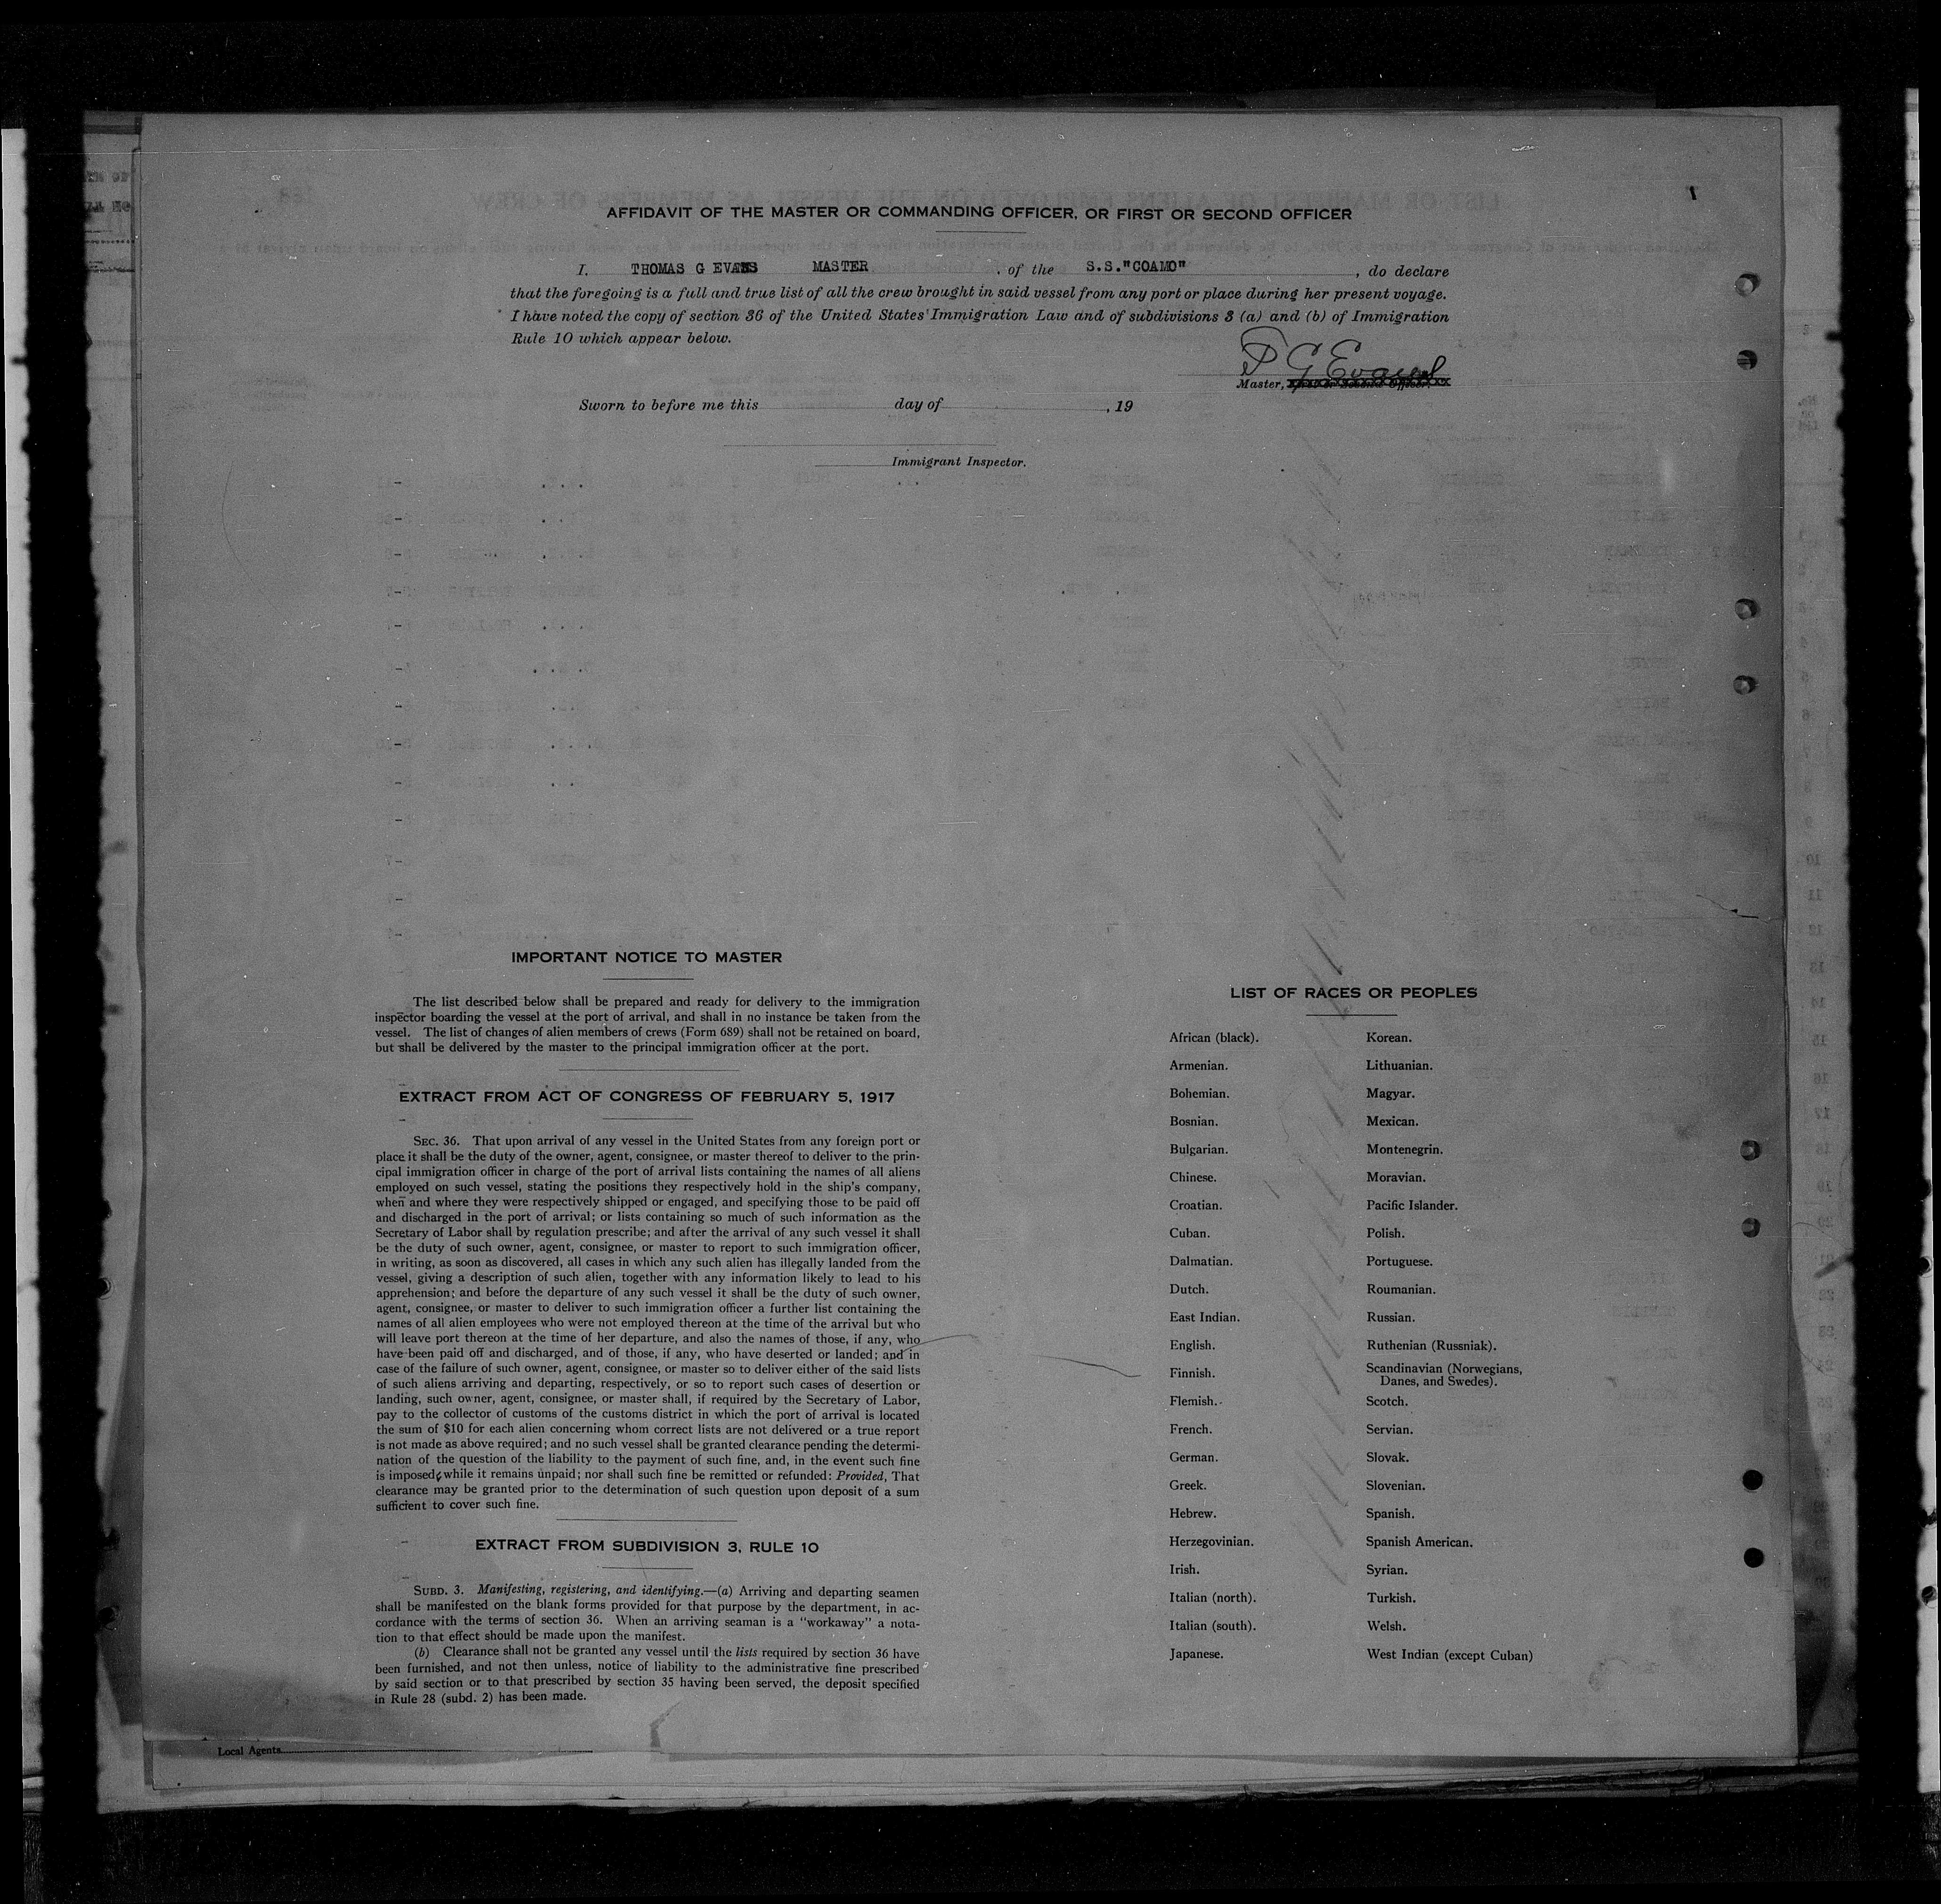 AFFIDAVIT OF THE MASTER OR COMMANDING OFFICER, OR FIRST OR SECOND OFFICER
I, THOMAS G EVANS MASTER, of the S.S."COAMO", do declare
that the foregoing is a full and true list of all the crew brought in said vessel from any port or place during her present voyage.
I have noted the copy of section 36 of the United States Immigration Law and of subdivisions 3 (a) and (b) of Immigration
Rule 10 which appear below.
T G Evans
Master,
Sworn to before me this day of , 19
Immigrant Inspector.
IMPORTANT NOTICE TO MASTER
The list described below shall be prepared and ready for delivery to the immigration
inspector boarding the vessel at the port of arrival, and shall in no instance be taken from the
vessel. The list of changes of alien members of crews (Form 689) shall not be retained on board,
but shall be delivered by the master to the principal immigration officer at the port.
EXTRACT FROM ACT OF CONGRESS OF FEBRUARY 5, 1917
SEC. 36. That upon arrival of any vessel in the United States from any foreign port or
place it shall be the duty of the owner, agent, consignee, or master thereof to deliver to the prin-
cipal immigration officer in charge of the port of arrival lists containing the names of all aliens
employed on such vessel, stating the positions they respectively hold in the ship's company,
when and where they were respectively shipped or engaged, and specifying those to be paid off
and discharged in the port of arrival; or lists containing so much of such information as the
Secretary of Labor shall by regulation prescribe; and after the arrival of any such vessel it shall
be the duty of such owner, agent, consignee, or master to report to such immigration officer,
in writing, as soon as discovered, all cases in which any such alien has illegally landed from the
vessel, giving a description of such alien, together with any information likely to lead to his
apprehension; and before the departure of any such vessel it shall be the duty of such owner,
agent, consignee, or master to deliver to such immigration officer a further list containing the
names of all alien employees who were not employed thereon at the time of the arrival but who
will leave port thereon at the time of her departure, and also the names of those, if any, who
have been paid off and discharged, and of those, if any, who have deserted or landed; and in
case of the failure of such owner, agent, consignee, or master so to deliver either of the said lists
of such aliens arriving and departing, respectively, or so to report such cases of desertion or
landing, such owner, agent, consignee, or master shall, if required by the Secretary of Labor,
pay to the collector of customs of the customs district in which the port of arrival is located
the sum of $10 for each alien concerning whom correct lists are not delivered or a true report
is not made as above required; and no such vessel shall be granted clearance pending the determi-
nation of the question of the liability to the payment of such fine, and, in the event such fine
is imposed, while it remains unpaid; nor shall such fine be remitted or refunded: Provided, That
clearance may be granted prior to the determination of such question upon deposit of a sum
sufficient to cover such fine.
EXTRACT FROM SUBDIVISION 3, RULE 10
SUBD. 3. Manifesting, registering, and identifying.—(a) Arriving and departing seamen
shall be manifested on the blank forms provided for that purpose by the department, in ac-
cordance with the terms of section 36. When an arriving seaman is a "workaway" a nota-
tion to that effect should be made upon the manifest.
(b) Clearance shall not be granted any vessel until the lists required by section 36 have
been furnished, and not then unless, notice of liability to the administrative fine prescribed
by said section or to that prescribed by section 35 having been served, the deposit specified
in Rule 28 (subd. 2) has been made.
LIST OF RACES OR PEOPLES
African (black).
Armenian.
Bohemian.
Bosnian.
Bulgarian.
Chinese.
Croatian.
Cuban.
Dalmatian.
Dutch.
East Indian.
English.
Finnish.
Flemish.
French.
German.
Greek.
Hebrew.
Herzegovinian.
Irish.
Italian (north).
Italian (south).
Japanese.
Korean.
Lithuanian.
Magyar.
Mexican.
Montenegrin.
Moravian.
Pacific Islander.
Polish.
Portuguese.
Roumanian.
Russian.
Ruthenian (Russniak).
Scandinavian (Norwegians,
Danes, and Swedes).
Scotch.
Servian.
Slovak.
Slovenian.
Spanish.
Spanish American.
Syrian.
Turkish.
Welsh.
West Indian (except Cuban)
Local Agents